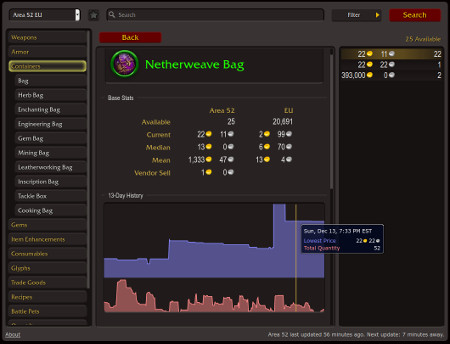 Area 52 EU
Search
Filter
Search
Back
25 Available
Weapons
Armor
Containers
Bag
Herb Bag
Enchanting Bag
Engineering Bag
Gem Bag
Mining Bag
Leatherworking Bag
Inscription Bag
Tackle Box
Cooking Bag
Gems
Item Enhancements
Consumables
Glyphs
Trade Goods
Recipes
Battle Pets
Netherweave Bag
Base Stats
Area 52 EU
Available 25 20,691
Current 22 11 2 99
Median 13 0 6 70
Mean 1,333 47 13 4
Vendor Sell 1 0
13-Day History
Sun, Dec 13, 7:33 PM EST
Lowest Price 22 22
Total Quantity 52
22 11 22
22 22 1
393,000 0 2
About
Area 52 last updated 56 minutes ago. Next update: 7 minutes away.